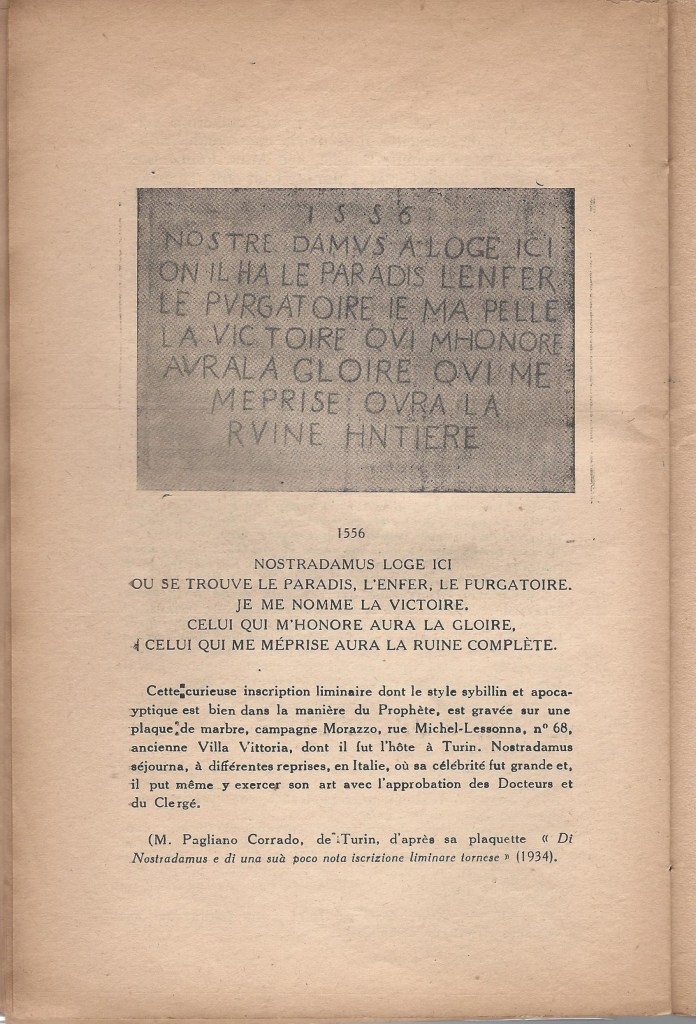 1556
NOSTRE DAMVS A LOGE ICI
ON IL HA LE PARADIS LENFER
LE PVRGATOIRE IE MA PELLE
LA VICTOIRE QVI MHONORE
AVRALA GLOIRE QVI ME
MEPRISE OVRA LA
RVINE HNTIERE
1556
NOSTRADAMUS LOGE ICI
OU SE TROUVE LE PARADIS, L'ENFER, LE PURGATOIRE.
JE ME NOMME LA VICTOIRE,
CELUI QUI M'HONORE AURA LA GLOIRE,
CELUI QUI ME MÉPRISE AURA LA RUINE COMPLÈTE.
Cette curieuse inscription liminaire dont le style sybillin et apoca-
yptique est bien dans la manière du Prophète, est gravée sur une
plaque de marbre, campagne Morazzo, rue Michel-Lessonna, nº 68,
ancienne Villa Vittoria, dont il fut l'hôte à Turin. Nostradamus
séjourna, à différentes reprises, en Italie, où sa célébrité fut grande et,
il put même y exercer son art avec l'approbation des Docteurs et
du Clergé.
(M. Pagliano Corrado, de Turin, d'après sa plaquette « Di
Nostradamus e di una suà poco nota iscrizione liminare tornese » (1934).